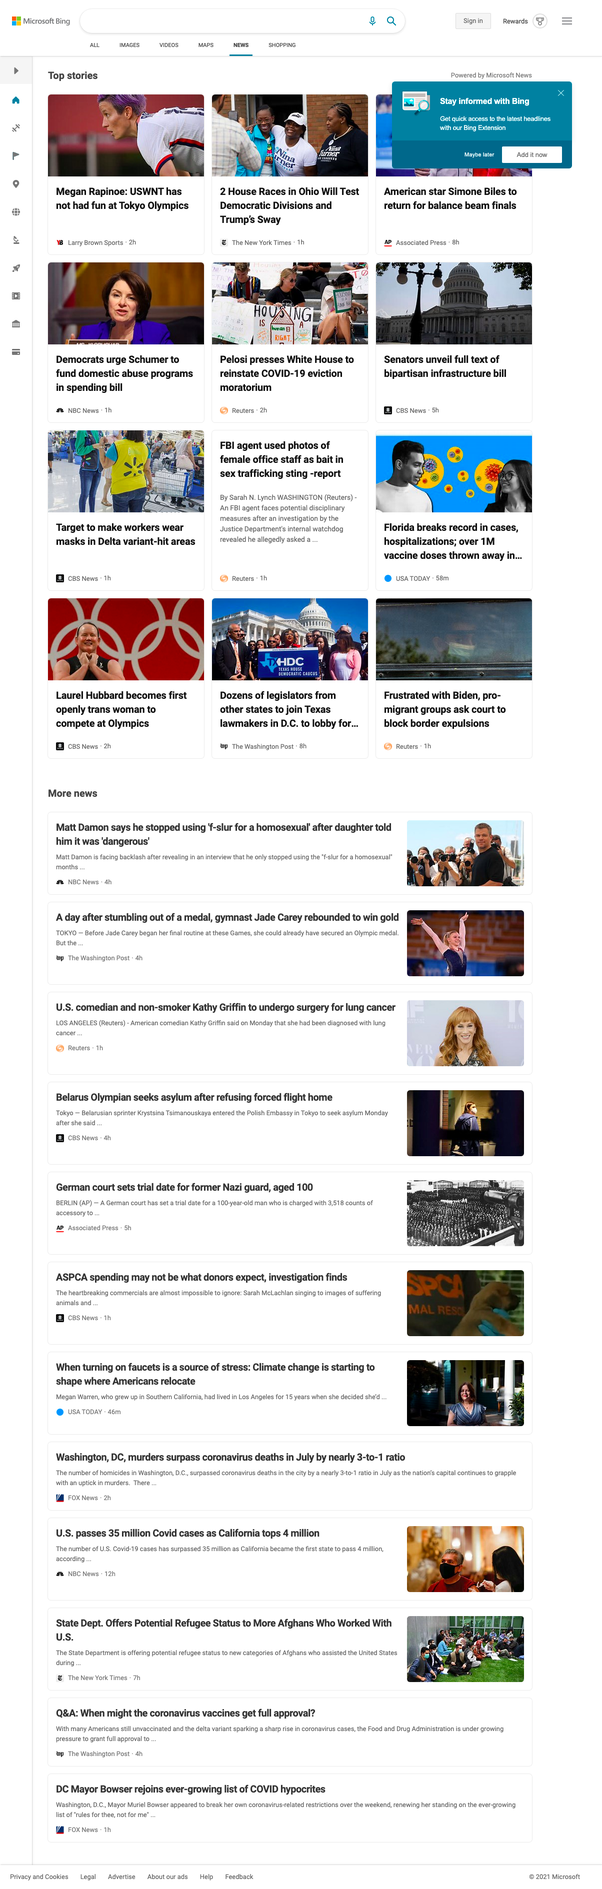 Microsoft Bing
Sign in
Rewards
ALL
IMAGES
VIDEOS
MAPS
NEWS
SHOPPING
Top stories
Powered by Microsoft News
Stay informed with Bing
Get quick access to the latest headlines
with our Bing Extension
Maybe later
Add it now
Megan Rapinoe: USWNT has
not had fun at Tokyo Olympics
Larry Brown Sports · 2h
Nina
Turner
2 House Races in Ohio Will Test
Democratic Divisions and
Trump's Sway
The New York Times · 1h
American star Simone Biles to
return for balance beam finals
AP Associated Press · 8h
Democrats urge Schumer to
fund domestic abuse programs
in spending bill
NBC News · 1h
HOUSING
IS A
RIGHT
Pelosi presses White House to
reinstate COVID-19 eviction
moratorium
Reuters · 2h
Senators unveil full text of
bipartisan infrastructure bill
CBS News · 5h
Target to make workers wear
masks in Delta variant-hit areas
CBS News · 1h
FBI agent used photos of
female office staff as bait in
sex trafficking sting -report
By Sarah N. Lynch WASHINGTON (Reuters) -
An FBI agent faces potential disciplinary
measures after an investigation by the
Justice Department's internal watchdog
revealed he allegedly asked a ...
Reuters · 1h
Florida breaks record in cases,
hospitalizations; over 1M
vaccine doses thrown away in...
USA TODAY · 58m
Laurel Hubbard becomes first
openly trans woman to
compete at Olympics
CBS News · 2h
TXHDC
TEXAS HOUSE
DEMOCRATIC CAUCUS
Dozens of legislators from
other states to join Texas
lawmakers in D.C. to lobby for...
wp The Washington Post · 8h
Frustrated with Biden, pro-
migrant groups ask court to
block border expulsions
Reuters · 1h
More news
Matt Damon says he stopped using 'f-slur for a homosexual' after daughter told
him it was 'dangerous'
Matt Damon is facing backlash after revealing in an interview that he only stopped using the "f-slur for a homosexual"
months ...
NBC News · 4h
A day after stumbling out of a medal, gymnast Jade Carey rebounded to win gold
TOKYO — Before Jade Carey began her final routine at these Games, she could already have secured an Olympic medal.
But the ...
wp The Washington Post · 4h
U.S. comedian and non-smoker Kathy Griffin to undergo surgery for lung cancer
LOS ANGELES (Reuters) - American comedian Kathy Griffin said on Monday that she had been diagnosed with lung
cancer ...
Reuters · 1h
Belarus Olympian seeks asylum after refusing forced flight home
Tokyo — Belarusian sprinter Krystsina Tsimanouskaya entered the Polish Embassy in Tokyo to seek asylum Monday
after she said ...
CBS News · 4h
German court sets trial date for former Nazi guard, aged 100
BERLIN (AP) — A German court has set a trial date for a 100-year-old man who is charged with 3,518 counts of
accessory to ...
AP Associated Press · 5h
ASPCA spending may not be what donors expect, investigation finds
The heartbreaking commercials are almost impossible to ignore: Sarah McLachlan singing to images of suffering
animals and ...
CBS News · 1h
SPCA
MAL RESC
When turning on faucets is a source of stress: Climate change is starting to
shape where Americans relocate
Megan Warren, who grew up in Southern California, had lived in Los Angeles for 15 years when she decided she'd ...
USA TODAY · 46m
Washington, DC, murders surpass coronavirus deaths in July by nearly 3-to-1 ratio
The number of homicides in Washington, D.C., surpassed coronavirus deaths in the city by a nearly 3-to-1 ratio in July as the nation's capital continues to grapple
with an uptick in murders. There ...
FOX News · 2h
U.S. passes 35 million Covid cases as California tops 4 million
The number of U.S. Covid-19 cases has surpassed 35 million as California became the first state to pass 4 million,
according ...
NBC News · 12h
State Dept. Offers Potential Refugee Status to More Afghans Who Worked With
U.S.
The State Department is offering potential refugee status to new categories of Afghans who assisted the United States
during ...
The New York Times · 7h
Q&A: When might the coronavirus vaccines get full approval?
With many Americans still unvaccinated and the delta variant sparking a sharp rise in coronavirus cases, the Food and Drug Administration is under growing
pressure to grant full approval to ...
wp The Washington Post · 4h
DC Mayor Bowser rejoins ever-growing list of COVID hypocrites
Washington, D.C., Mayor Muriel Bowser appeared to break her own coronavirus-related restrictions over the weekend, renewing her standing on the ever-growing
list of "rules for thee, not for me" ...
FOX News · 1h
Privacy and Cookies
Legal
Advertise
About our ads
Help
Feedback
© 2021 Microsoft